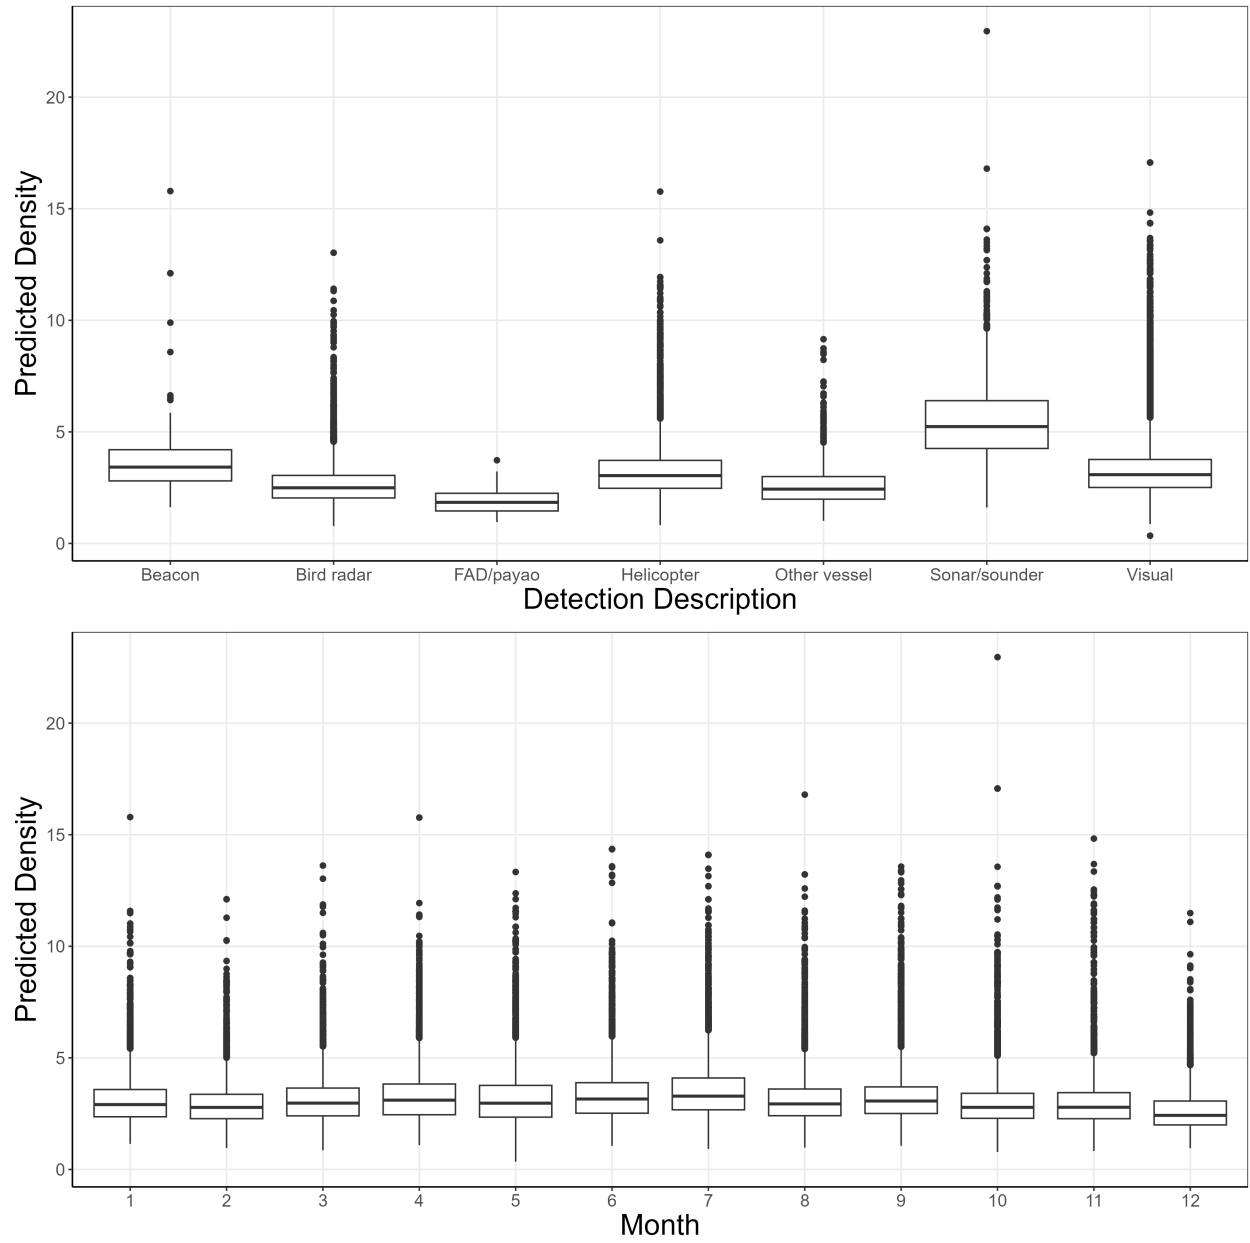 20
15
10
5
0
Predicted Density
Beacon Bird radar FAD/payao Helicopter Other vessel Sonar/sounder Visual
Detection Description
20
15
10
5
0
Predicted Density
1 2 3 4 5 6 7 8 9 10 11 12
Month